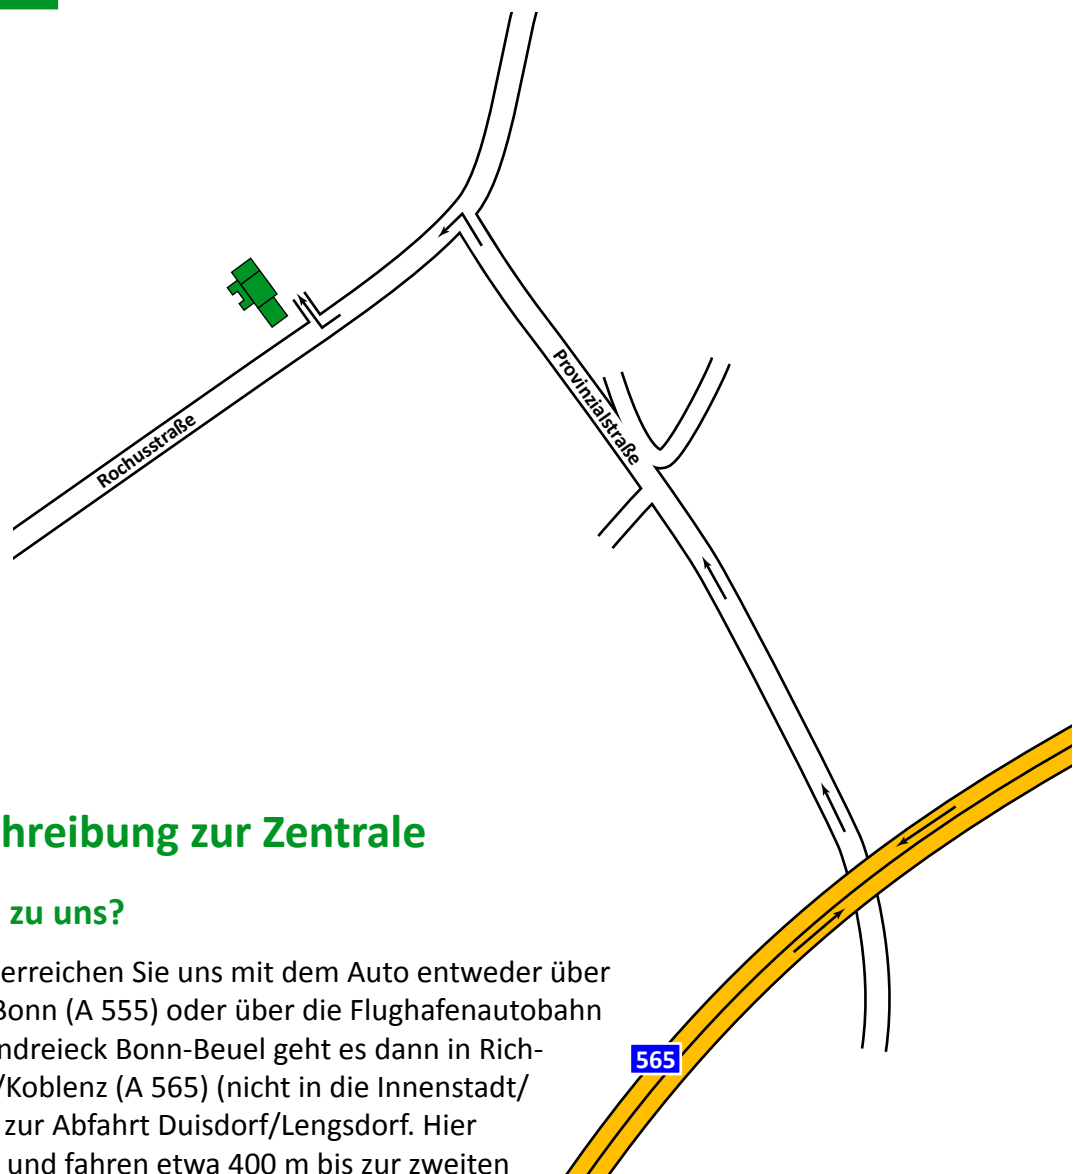 Provinzialstraße
Rochusstraße
hreibung zur Zentrale
zu uns?
erreichen Sie uns mit dem Auto entweder über
Bonn (A 555) oder über die Flughafenautobahn
ndreieck Bonn-Beuel geht es dann in Rich-
/Koblenz (A 565) (nicht in die Innenstadt/
zur Abfahrt Duisdorf/Lengsdorf. Hier
und fahren etwa 400 m bis zur zweiten
565